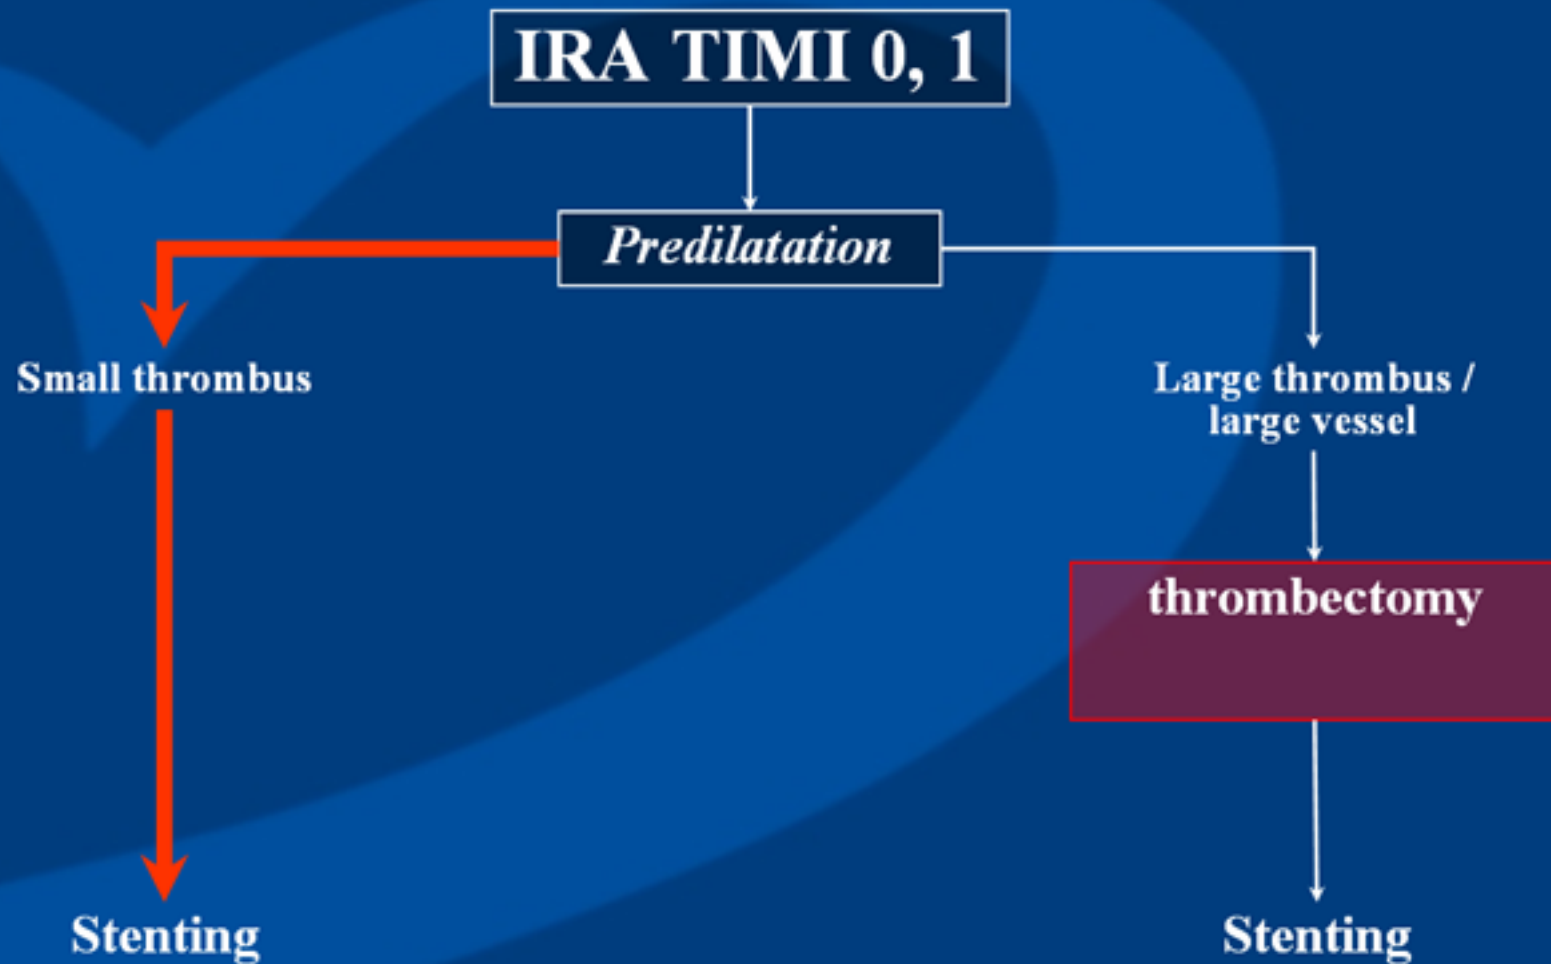 IRA TIMI 0, 1
Predilatation
Small thrombus
Large thrombus /
large vessel
thrombectomy
Stenting
Stenting